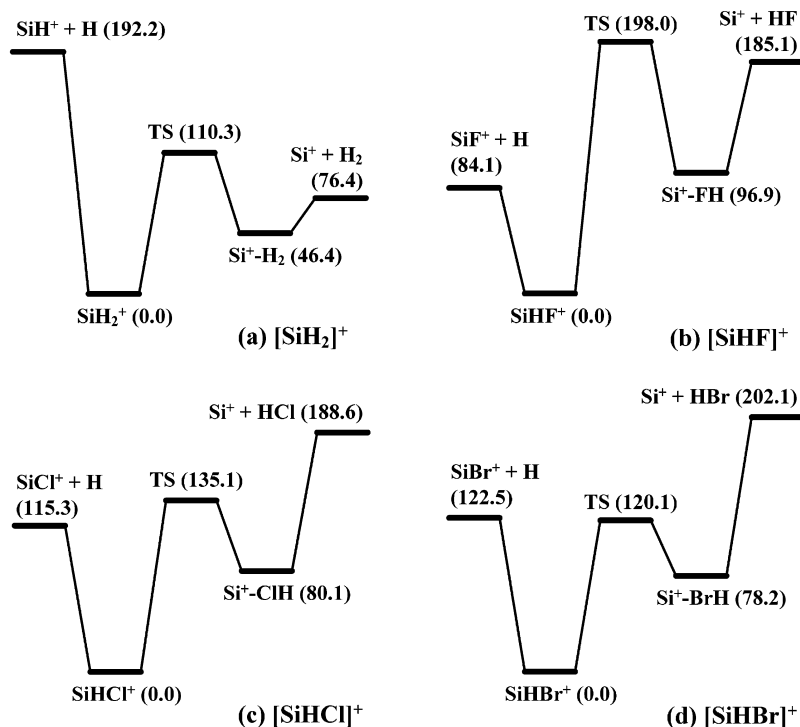 SiH⁺ + H (192.2)
TS (110.3)
Si⁺ + H₂
(76.4)
Si⁺-H₂ (46.4)
SiH₂⁺ (0.0)
(a) [SiH₂]⁺
Si⁺ + HF
(185.1)
TS (198.0)
SiF⁺ + H
(84.1)
Si⁺-FH (96.9)
SiHF⁺ (0.0)
(b) [SiHF]⁺
Si⁺ + HCl (188.6)
SiCl⁺ + H
(115.3)
TS (135.1)
Si⁺-ClH (80.1)
SiHCl⁺ (0.0)
(c) [SiHCl]⁺
Si⁺ + HBr (202.1)
SiBr⁺ + H
(122.5)
TS (120.1)
Si⁺-BrH (78.2)
SiHBr⁺ (0.0)
(d) [SiHBr]⁺